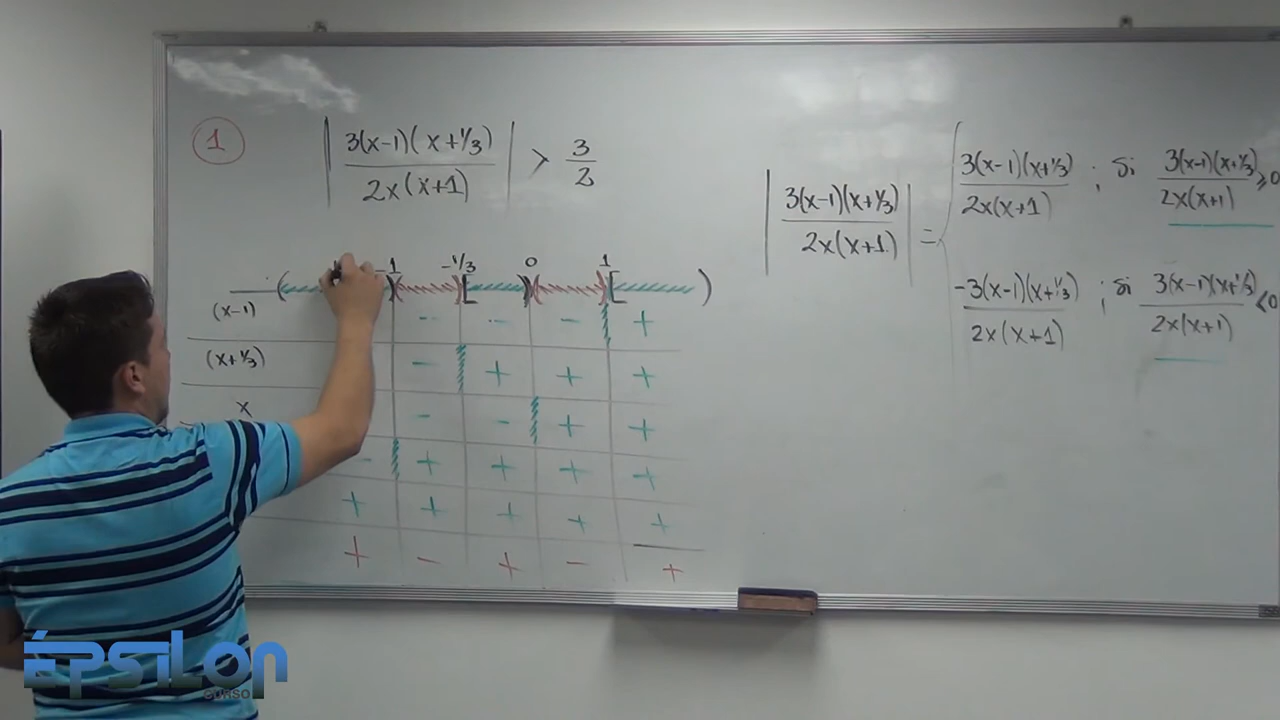 1
| 3(x-1)(x+1/3) / 2x(x+1) | > 3/2
| 3(x-1)(x+1/3) / 2x(x+1) | = { 3(x-1)(x+1/3) / 2x(x+1) ; si 3(x-1)(x+1/3) / 2x(x+1) ≥ 0
-3(x-1)(x+1/3) / 2x(x+1) ; si 3(x-1)(x+1/3) / 2x(x+1) < 0
-1 -1/3 0 1
( )( )[ )( )[ )
(x-1) - - - +
(x+1/3) - + + +
x - - + +
- + + + +
+ + + + +
+ - + - +
ÉPSILON
CURSO